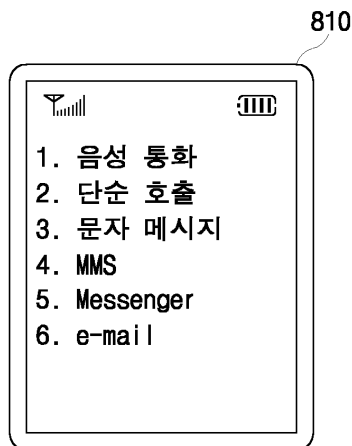 810
1. 음성 통화
2. 단순 호출
3. 문자 메시지
4. MMS
5. Messenger
6. e-mail